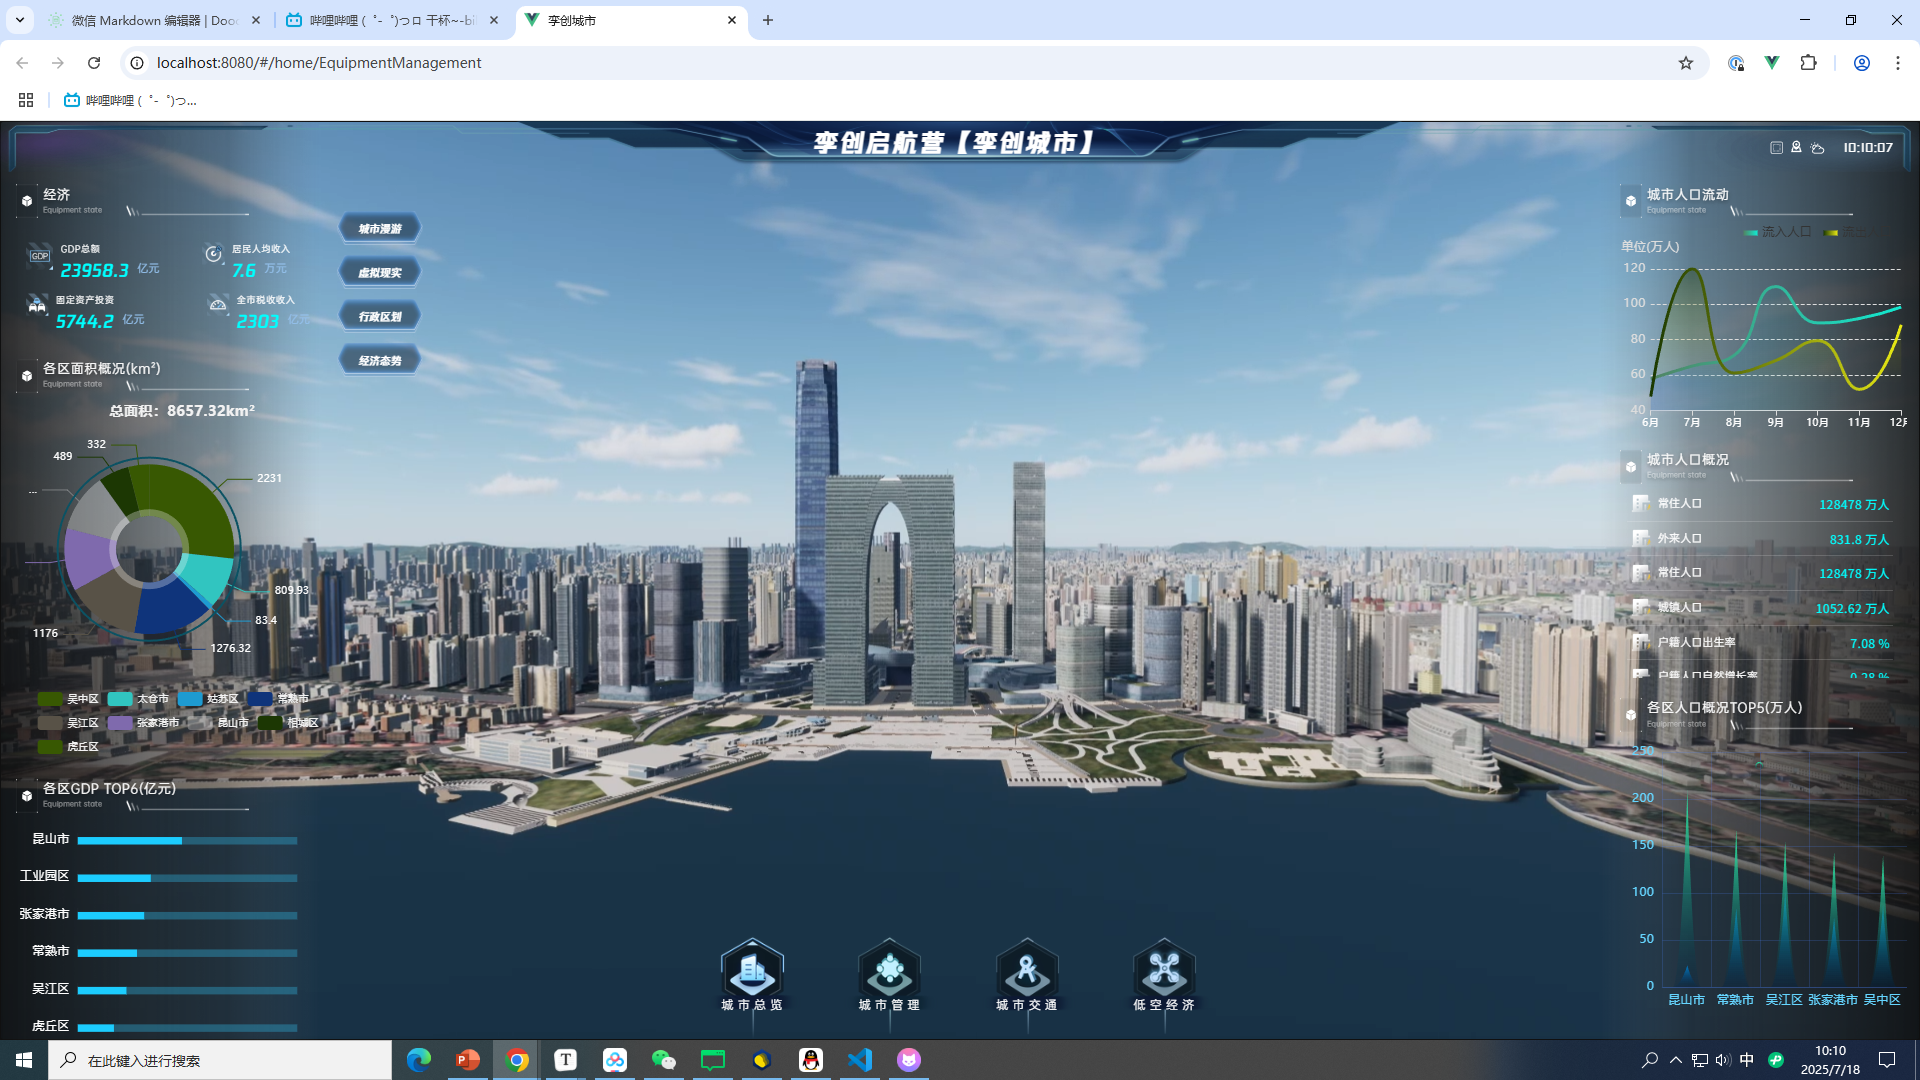 微信 Markdown 编辑器 | Dooc
哔哩哔哩 (゜-゜)つロ 干杯~-bi
孪创城市
localhost:8080/#/home/EquipmentManagement
哔哩哔哩 (゜-゜)つ...
孪创启航营【孪创城市】
10:10:07
经济
Equipment state
GDP总额
23958.3 亿元
居民人均收入
7.6 万元
固定资产投资
5744.2 亿元
全市税收收入
2303 亿元
城市漫游
虚拟现实
行政区划
经济态势
各区面积概况(km²)
Equipment state
总面积：8657.32km²
332
489
2231
...
809.93
83.4
1176
1276.32
吴中区 太仓市 姑苏区 常熟市
吴江区 张家港市 昆山市 相城区
虎丘区
各区GDP TOP6(亿元)
Equipment state
昆山市
工业园区
张家港市
常熟市
吴江区
虎丘区
城市总览
城市管理
城市交通
低空经济
城市人口流动
Equipment state
流入人口
单位(万人)
120
100
80
60
40
6月 7月 8月 9月 10月 11月 12月
城市人口概况
Equipment state
常住人口 128478 万人
外来人口 831.8 万人
常住人口 128478 万人
城镇人口 1052.62 万人
户籍人口出生率 7.08 %
户籍人口自然增长率 0.28 %
各区人口概况TOP5(万人)
Equipment state
250
200
150
100
50
0
昆山市 常熟市 吴江区 张家港市 吴中区
GDP
在此键入进行搜索
中
10:10
2025/7/18